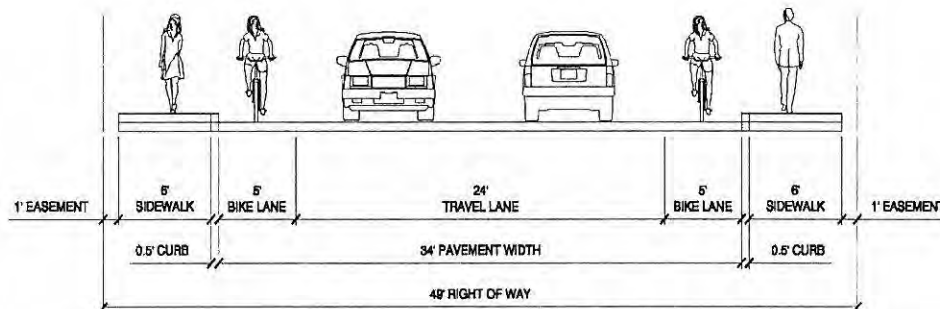 6' 5' 24' 5' 6'
1' EASEMENT SIDEWALK BIKE LANE TRAVEL LANE BIKE LANE SIDEWALK 1' EASEMENT
0.5' CURB 34' PAVEMENT WIDTH 0.5' CURB
49' RIGHT OF WAY